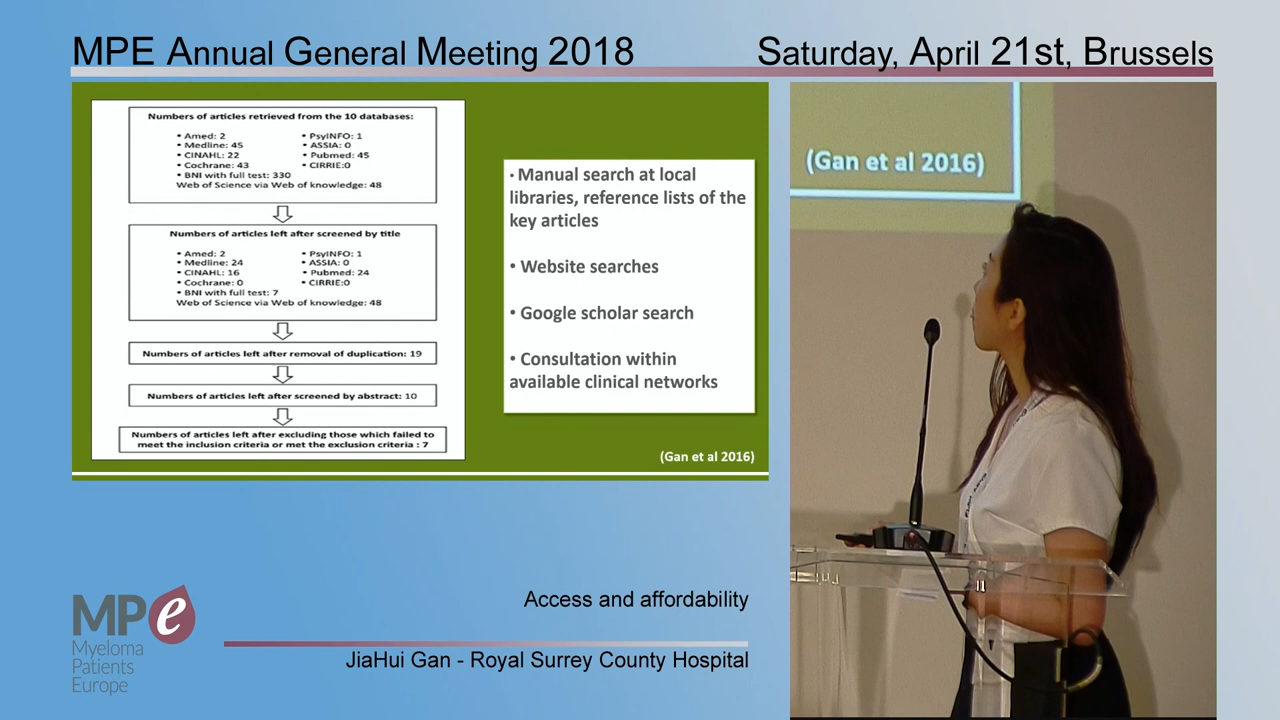 MPE Annual General Meeting 2018
Saturday, April 21st, Brussels
Numbers of articles retrieved from the 10 databases:
• Amed: 2
• Medline: 45
• CINAHL: 22
• Cochrane: 43
• BNI with full test: 330
Web of Science via Web of knowledge: 48
• PsyINFO: 1
• ASSIA: 0
• Pubmed: 45
• CIRRIE:0
Numbers of articles left after screened by title
• Amed: 2
• Medline: 24
• CINAHL: 16
• Cochrane: 0
• BNI with full test: 7
Web of Science via Web of knowledge: 48
• PsyINFO: 1
• ASSIA: 0
• Pubmed: 24
• CIRRIE:0
Numbers of articles left after removal of duplication: 19
Numbers of articles left after screened by abstract: 10
Numbers of articles left after excluding those which failed to
meet the inclusion criteria or met the exclusion criteria : 7
• Manual search at local
libraries, reference lists of the
key articles
• Website searches
• Google scholar search
• Consultation within
available clinical networks
(Gan et al 2016)
(Gan et al 2016)
MPe
Myeloma
Patients
Europe
Access and affordability
JiaHui Gan - Royal Surrey County Hospital